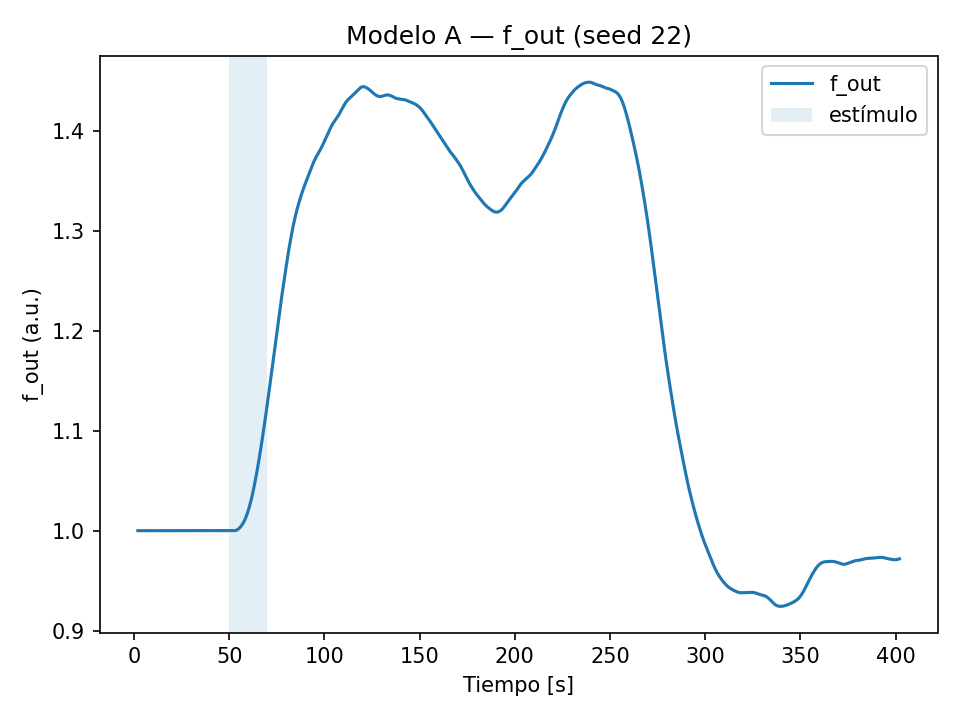 Modelo A — f_out (seed 22)
f_out
estímulo
f_out (a.u.)
1.4
1.3
1.2
1.1
1.0
0.9
0 50 100 150 200 250 300 350 400
Tiempo [s]